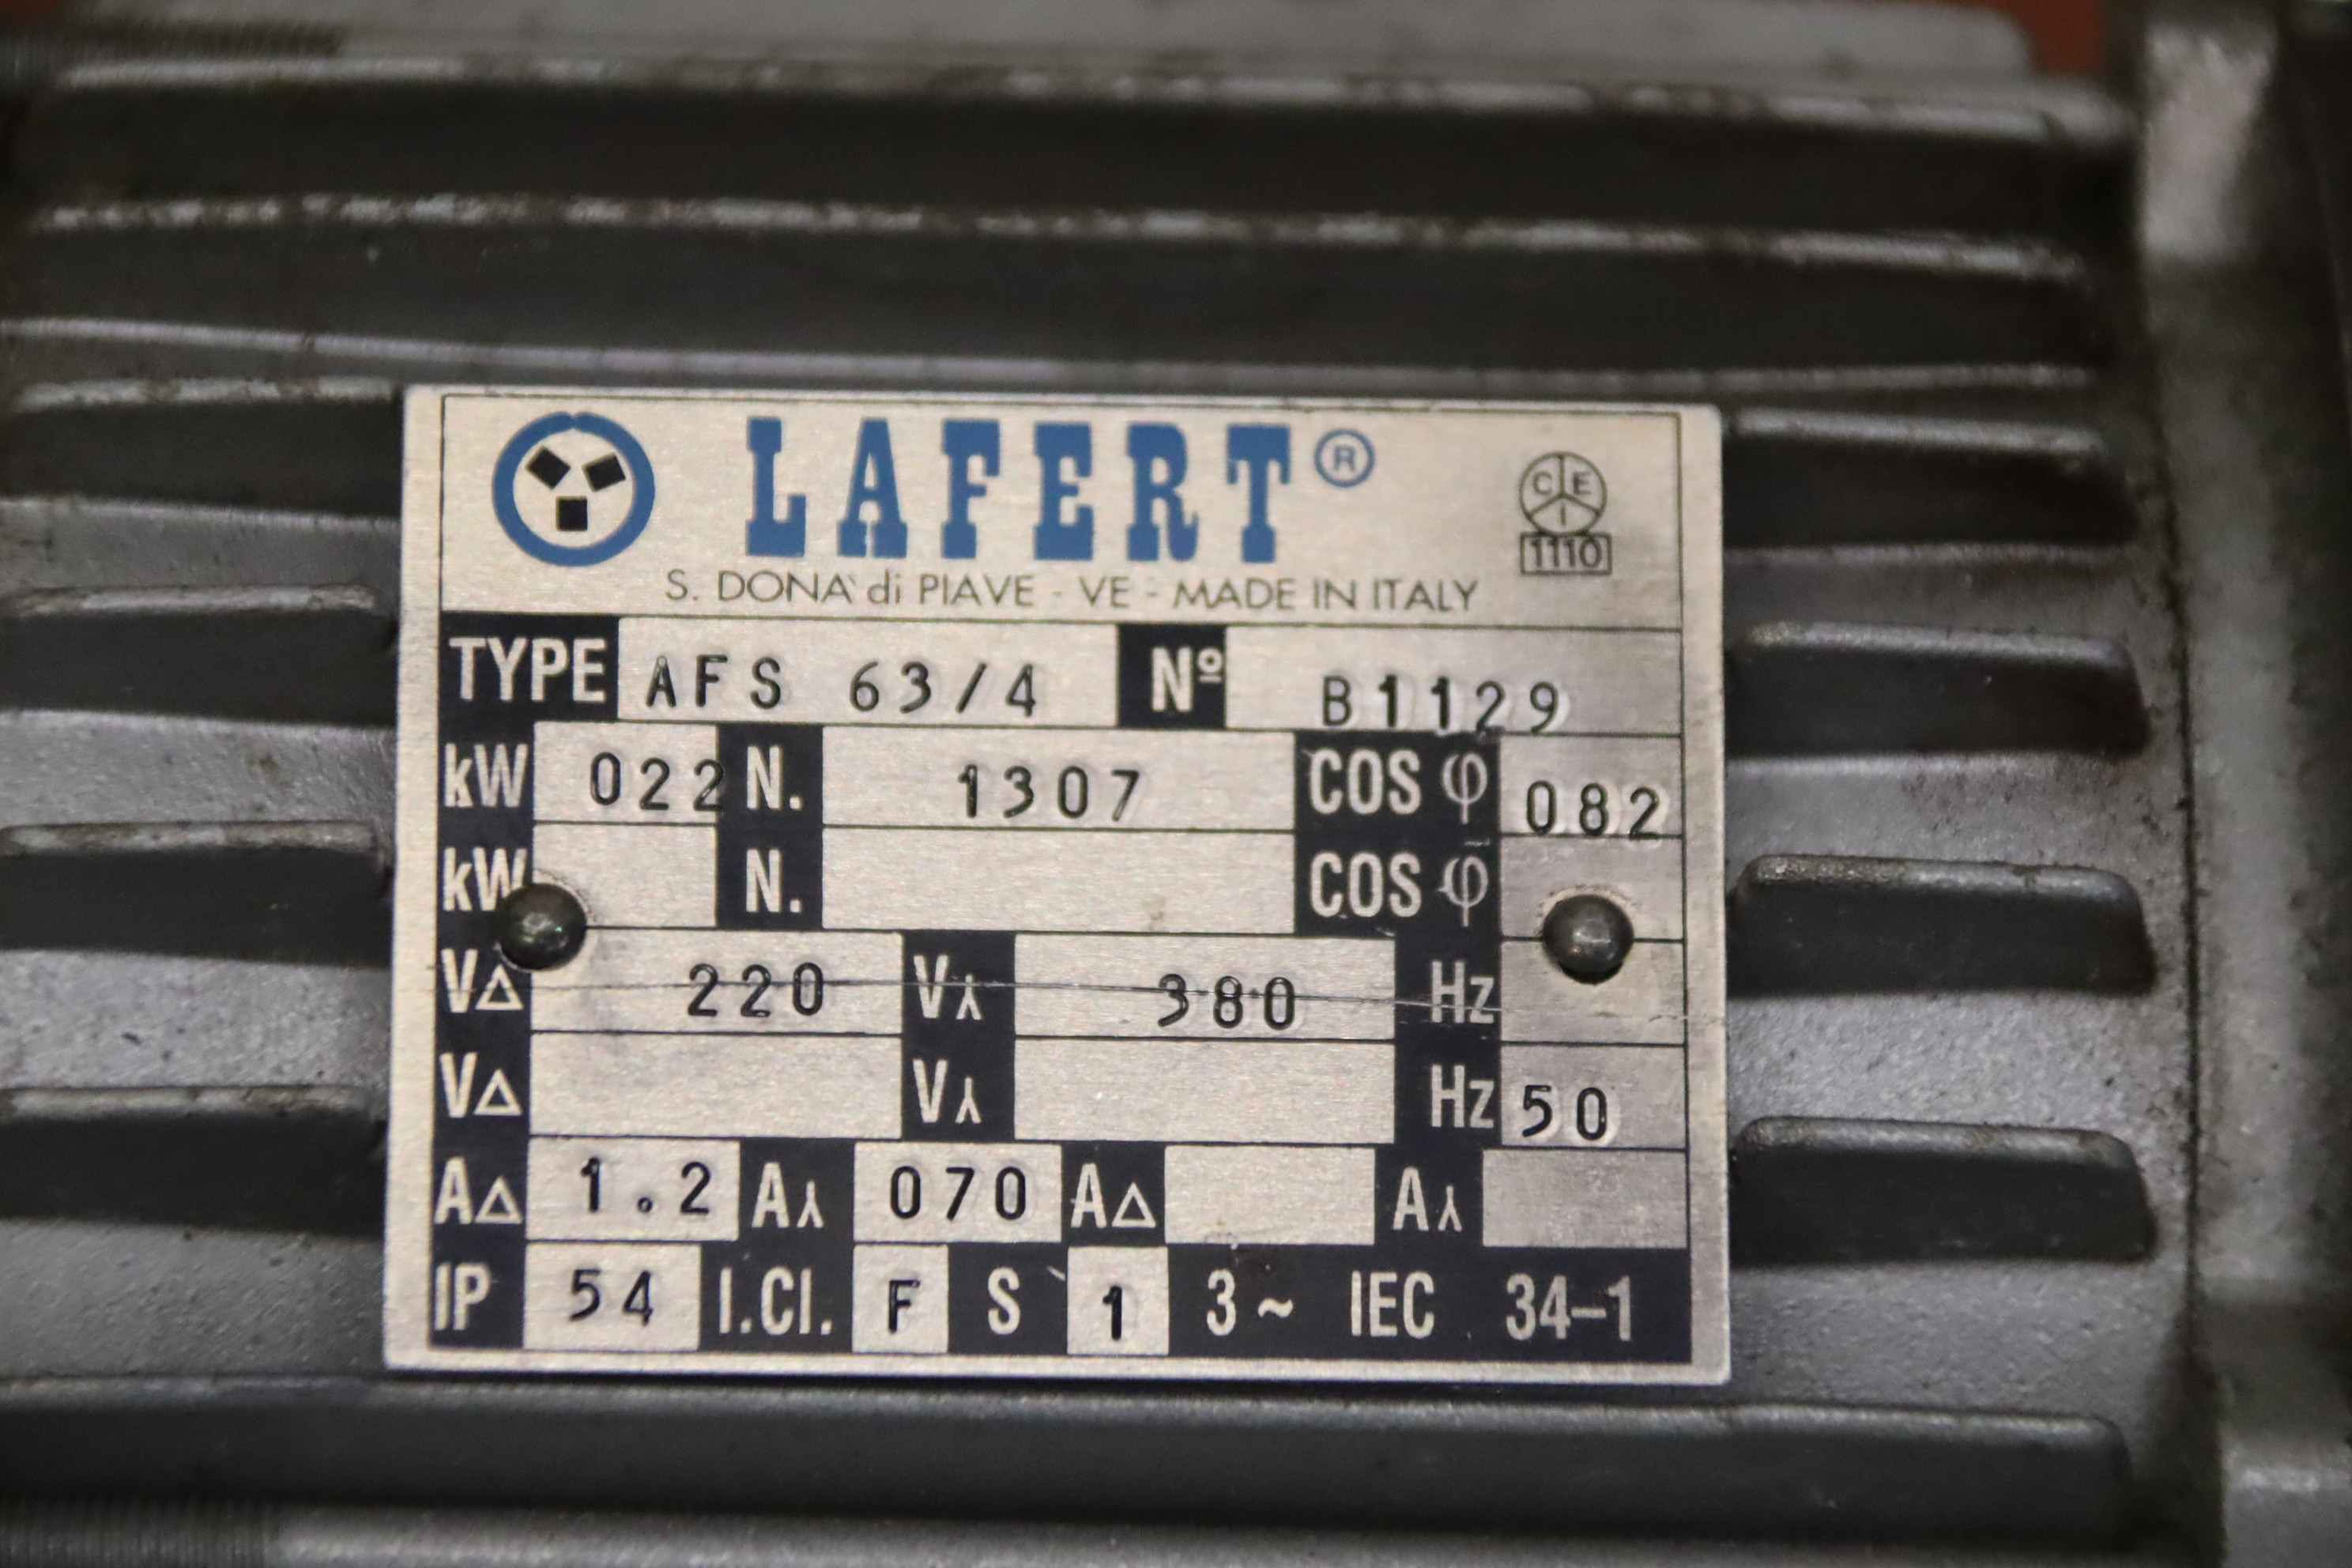 LAFERT®
C E I
1110
S. DONA' di PIAVE - VE - MADE IN ITALY
TYPE AFS 63/4 Nº B1129
kW 022 N. 1307 COS φ 082
kW N. COS φ
V△ 220 V⅄ 380 Hz
V△ V⅄ Hz 50
A△ 1.2 A⅄ 070 A△ A⅄
IP 54 I.Cl. F S 1 3~ IEC 34-1